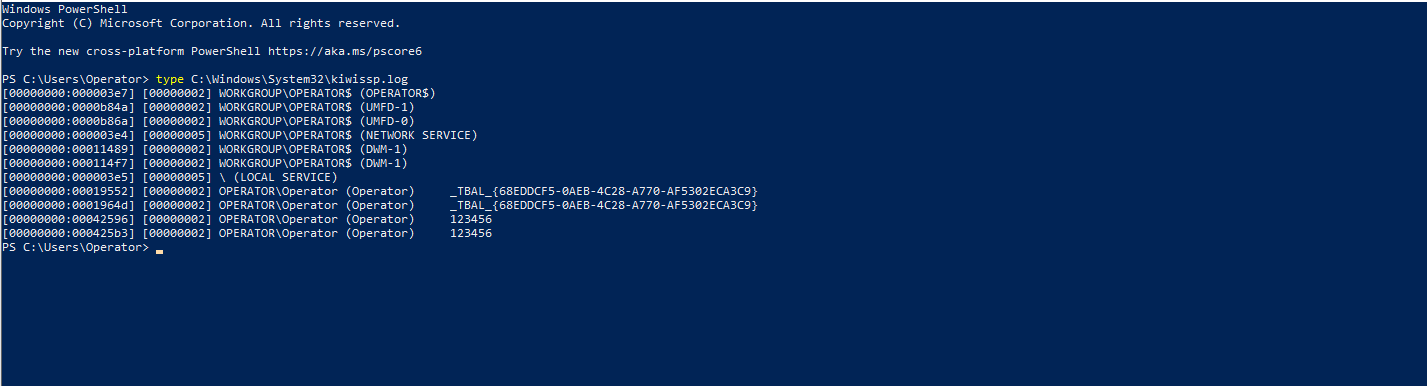 Windows PowerShell
Copyright (C) Microsoft Corporation. All rights reserved.
Try the new cross-platform PowerShell https://aka.ms/pscore6
PS C:\Users\Operator> type C:\Windows\System32\kiwissp.log
[00000000:000003e7] [00000002] WORKGROUP\OPERATOR$ (OPERATOR$)
[00000000:0000b84a] [00000002] WORKGROUP\OPERATOR$ (UMFD-1)
[00000000:0000b86a] [00000002] WORKGROUP\OPERATOR$ (UMFD-0)
[00000000:000003e4] [00000005] WORKGROUP\OPERATOR$ (NETWORK SERVICE)
[00000000:00011489] [00000002] WORKGROUP\OPERATOR$ (DWM-1)
[00000000:000114f7] [00000002] WORKGROUP\OPERATOR$ (DWM-1)
[00000000:000003e5] [00000005] \ (LOCAL SERVICE)
[00000000:00019552] [00000002] OPERATOR\Operator (Operator) _TBAL_{68EDDCF5-0AEB-4C28-A770-AF5302ECA3C9}
[00000000:0001964d] [00000002] OPERATOR\Operator (Operator) _TBAL_{68EDDCF5-0AEB-4C28-A770-AF5302ECA3C9}
[00000000:00042596] [00000002] OPERATOR\Operator (Operator) 123456
[00000000:000425b3] [00000002] OPERATOR\Operator (Operator) 123456
PS C:\Users\Operator>